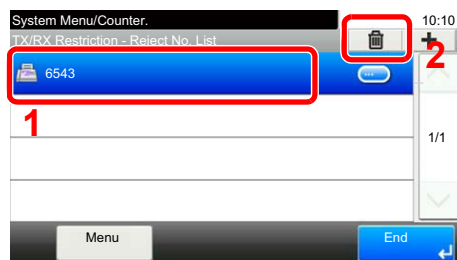 System Menu/Counter.
10:10
TX/RX Restriction - Reject No. List
2
6543
1
1/1
Menu
End